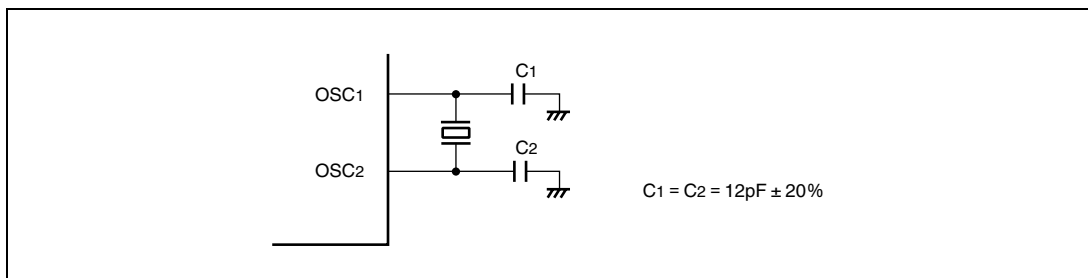 C1
OSC1
C2
OSC2
C1 = C2 = 12pF ± 20%